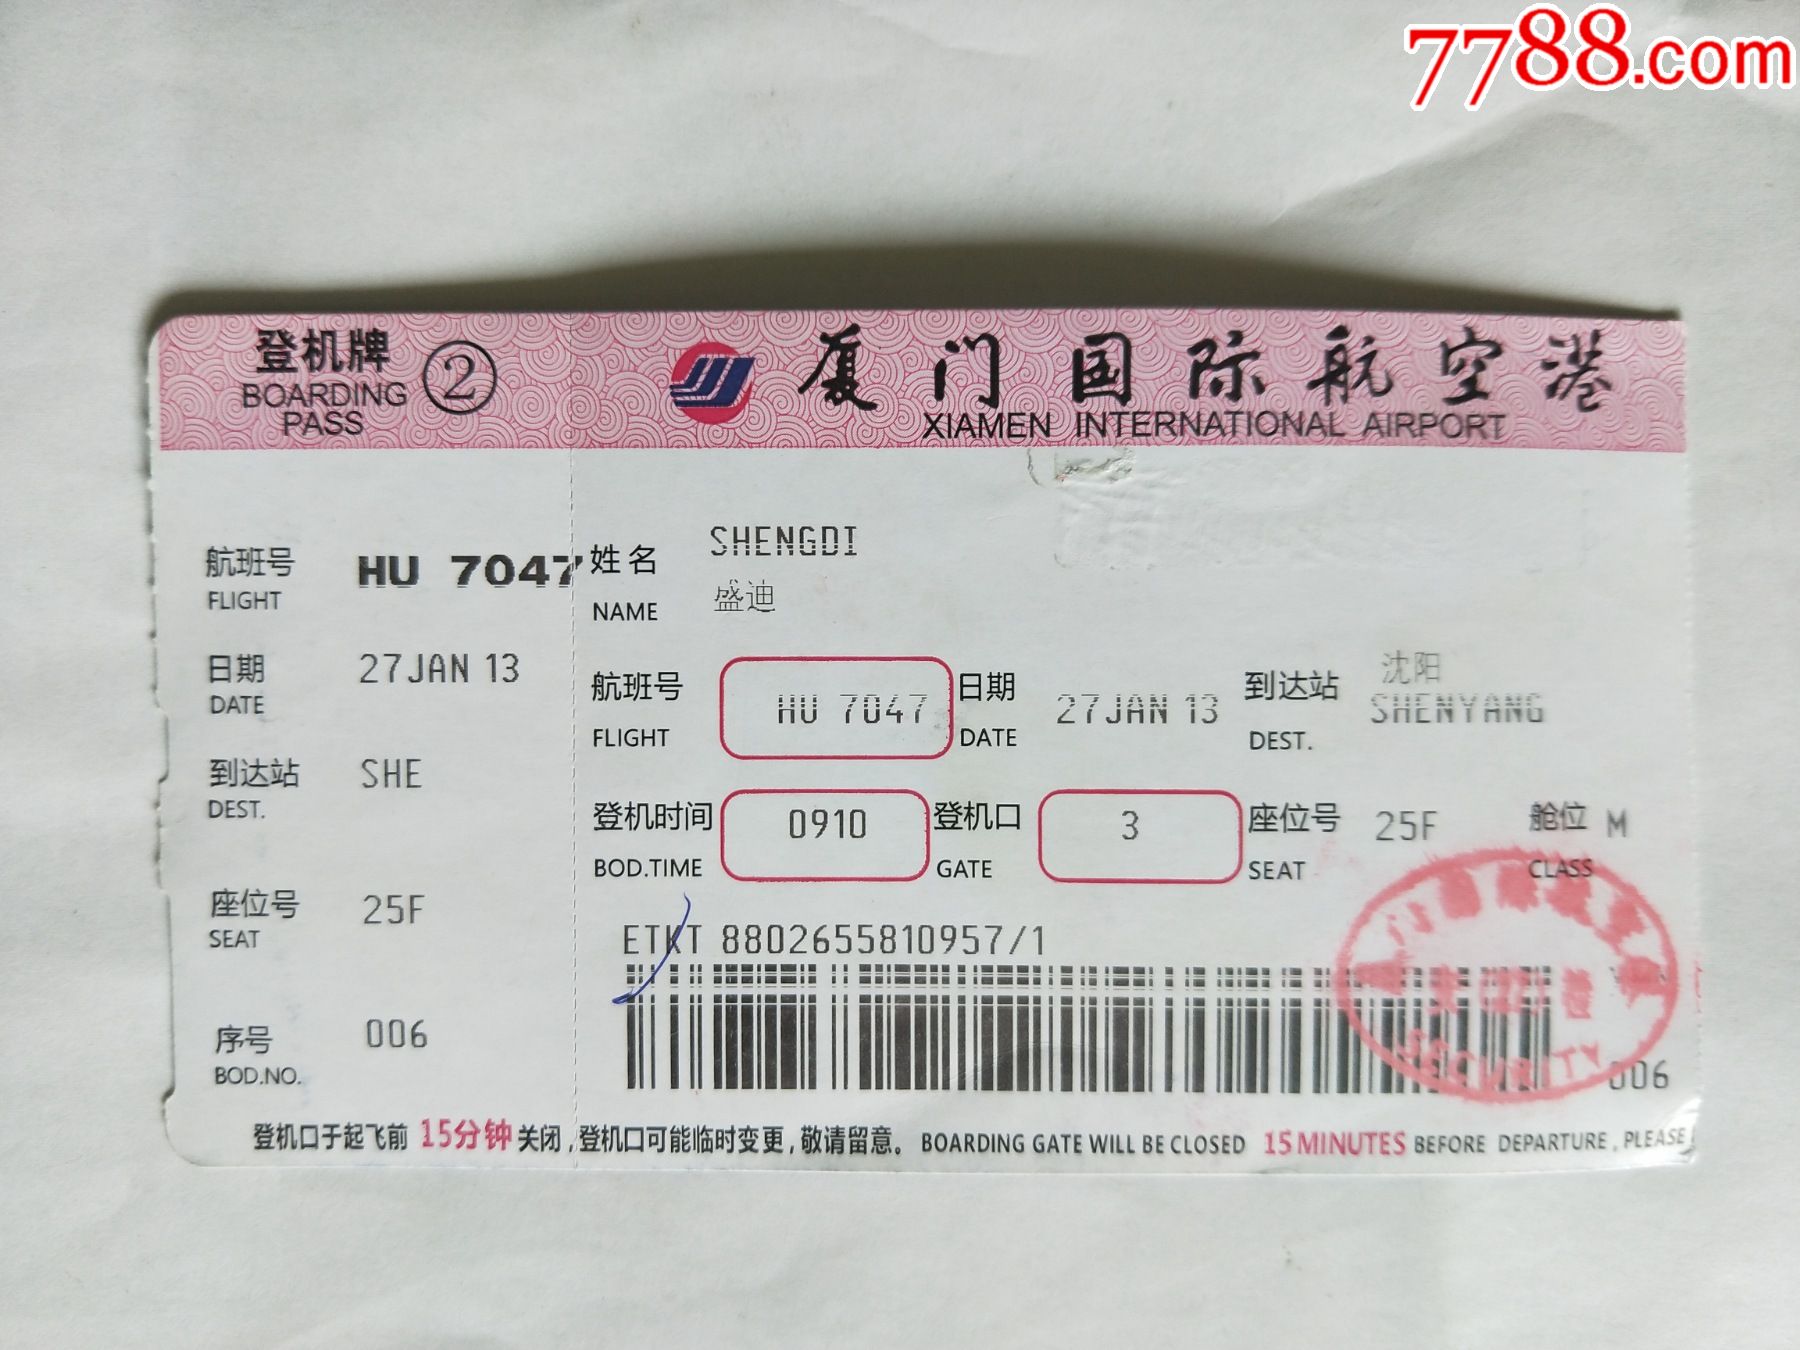 7788.com
登机牌 ②
BOARDING
PASS
厦门国际航空港
XIAMEN INTERNATIONAL AIRPORT
航班号 HU 7047
FLIGHT
日期 27JAN 13
DATE
到达站 SHE
DEST.
座位号 25F
SEAT
序号 006
BOD.NO.
姓名 SHENGDI
NAME 盛迪
航班号 HU 7047 日期 27JAN 13 到达站 沈阳
FLIGHT DATE DEST. SHENYANG
登机时间 0910 登机口 3 座位号 25F 舱位 M
BOD.TIME GATE SEAT CLASS
ETKT 8802655810957/1
SECURITY
006
登机口于起飞前 15分钟 关闭,登机口可能临时变更,敬请留意。 BOARDING GATE WILL BE CLOSED 15 MINUTES BEFORE DEPARTURE, PLEASE